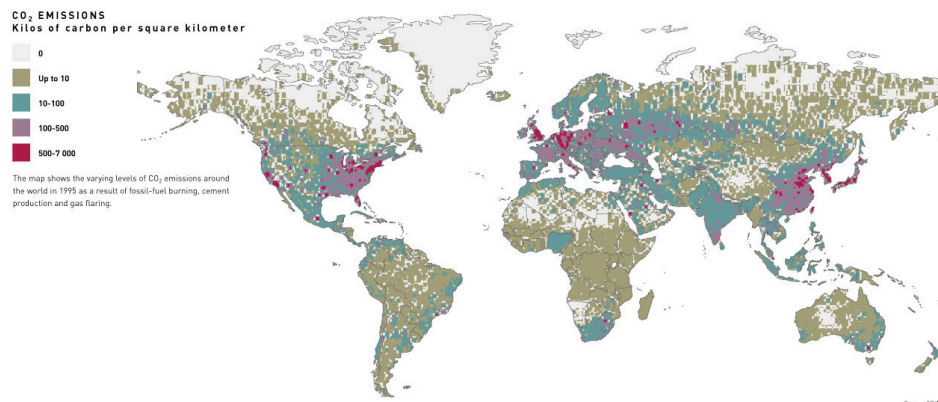 CO₂ EMISSIONS
Kilos of carbon per square kilometer
0
Up to 10
10-100
100-500
500-7 000
The map shows the varying levels of CO₂ emissions around
the world in 1995 as a result of fossil-fuel burning, cement
production and gas flaring.